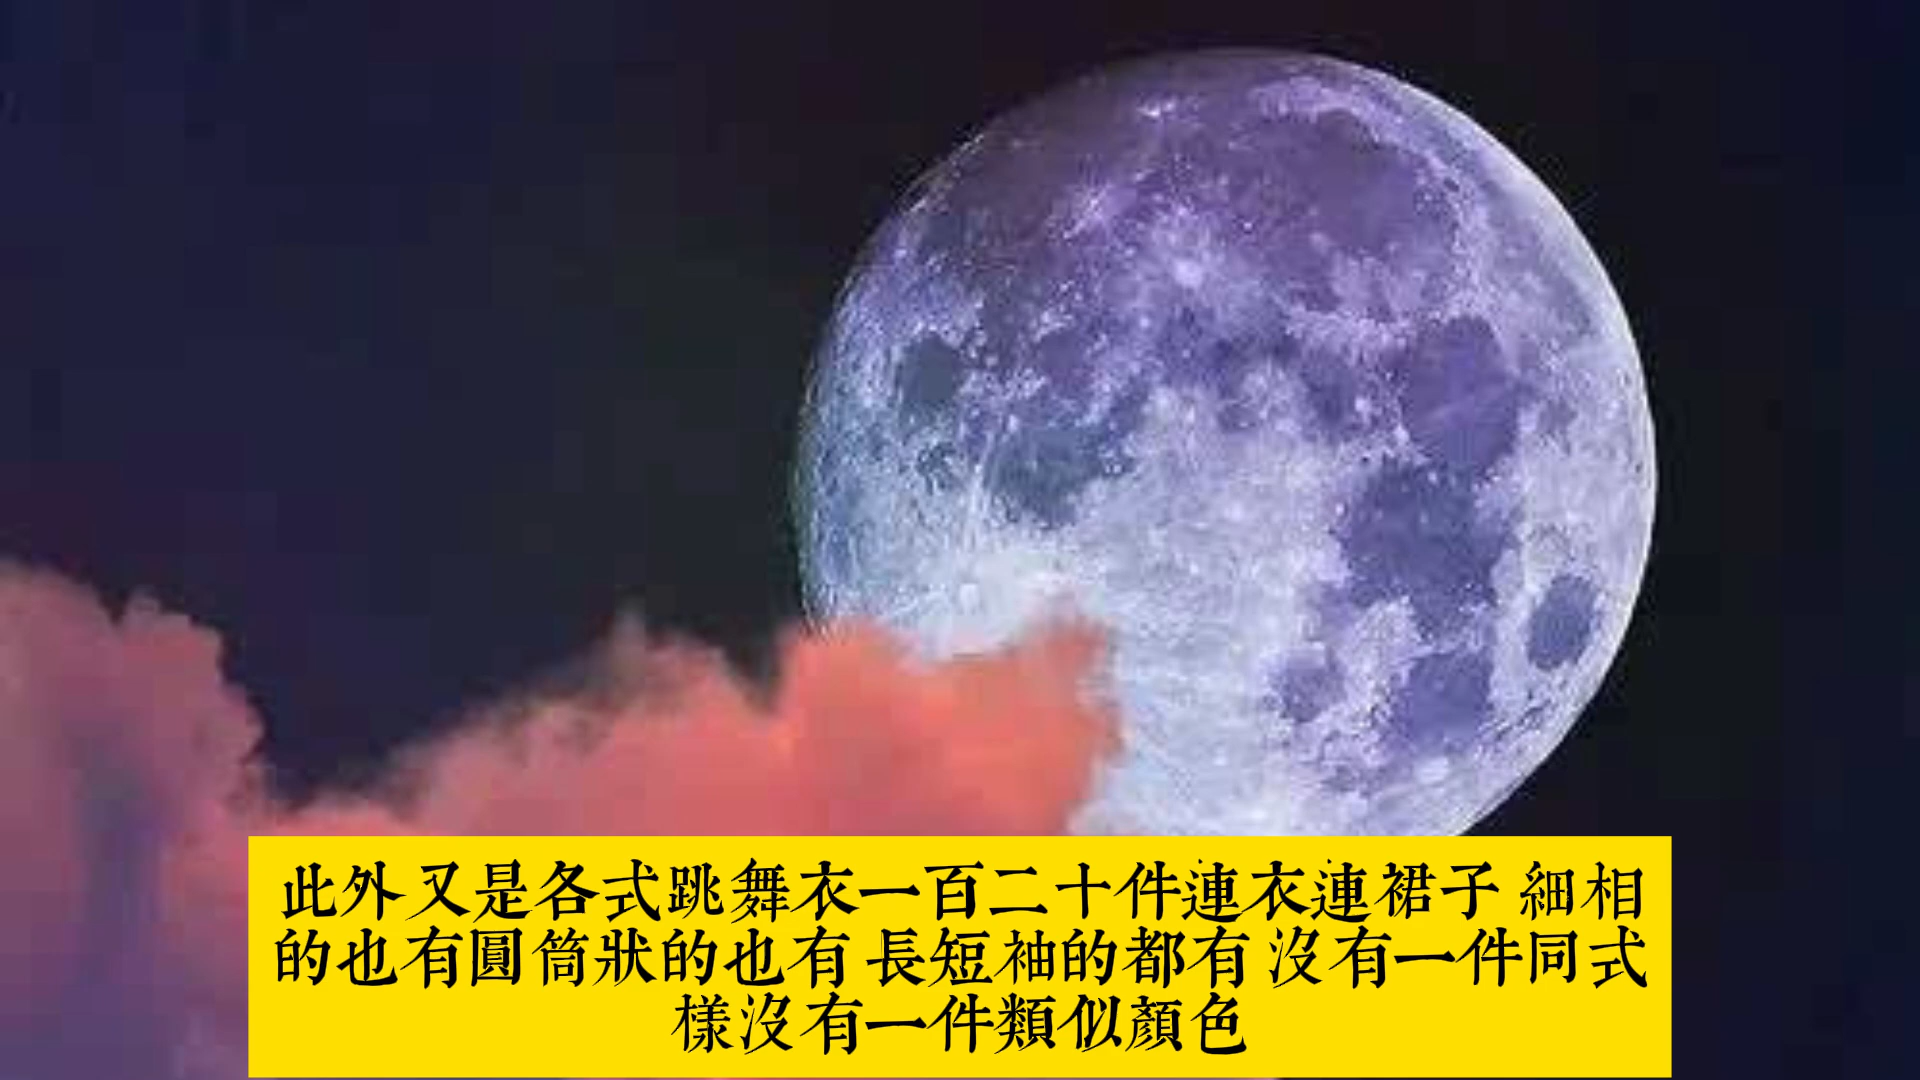 此外又是各式跳舞衣一百二十件連衣連裙子 細相
的也有圓筒狀的也有 長短袖的都有 沒有一件同式
樣沒有一件類似顏色